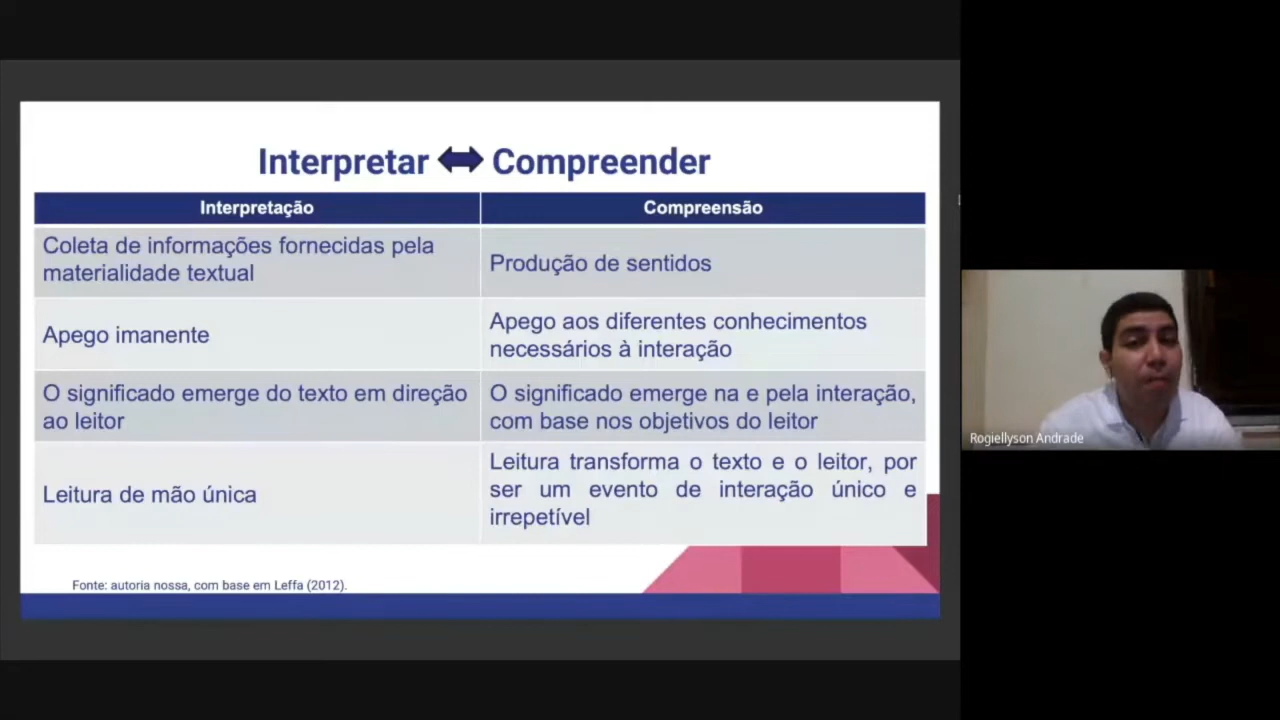 Interpretar Compreender
Interpretação
Compreensão
Coleta de informações fornecidas pela
materialidade textual
Produção de sentidos
Apego imanente
Apego aos diferentes conhecimentos
necessários à interação
O significado emerge do texto em direção
ao leitor
O significado emerge na e pela interação,
com base nos objetivos do leitor
Leitura de mão única
Leitura transforma o texto e o leitor, por
ser um evento de interação único e
irrepetível
Fonte: autoria nossa, com base em Leffa (2012).
Rogiellyson Andrade